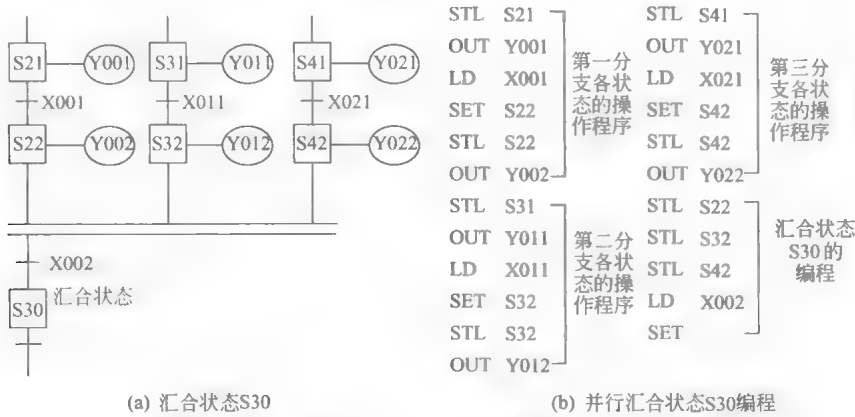 S21 Y001 S31 Y011 S41 Y021
X001 X011 X021
S22 Y002 S32 Y012 S42 Y022
X002
汇合状态
S30
(a) 汇合状态S30
STL S21
OUT Y001
LD X001
SET S22
STL S22
OUT Y002
第一分
支各状
态的操
作程序
STL S31
OUT Y011
LD X011
SET S32
STL S32
OUT Y012
第二分
支各状
态的操
作程序
STL S41
OUT Y021
LD X021
SET S42
STL S42
OUT Y022
第三分
支各状
态的操
作程序
STL S22
STL S32
STL S42
LD X002
SET
汇合状态
S30的
编程
(b) 并行汇合状态S30编程